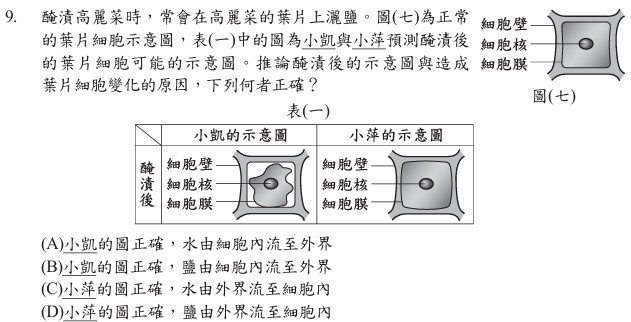 9. 醃漬高麗菜時，常會在高麗菜的葉片上灑鹽。圖(七)為正常
的葉片細胞示意圖，表(一)中的圖為小凱與小萍預測醃漬後
的葉片細胞可能的示意圖。推論醃漬後的示意圖與造成
葉片細胞變化的原因，下列何者正確？
細胞壁
細胞核
細胞膜
圖(七)
表(一)
小凱的示意圖 小萍的示意圖
醃漬後
細胞壁
細胞核
細胞膜
細胞壁
細胞核
細胞膜
(A)小凱的圖正確，水由細胞內流至外界
(B)小凱的圖正確，鹽由細胞內流至外界
(C)小萍的圖正確，水由外界流至細胞內
(D)小萍的圖正確，鹽由外界流至細胞內